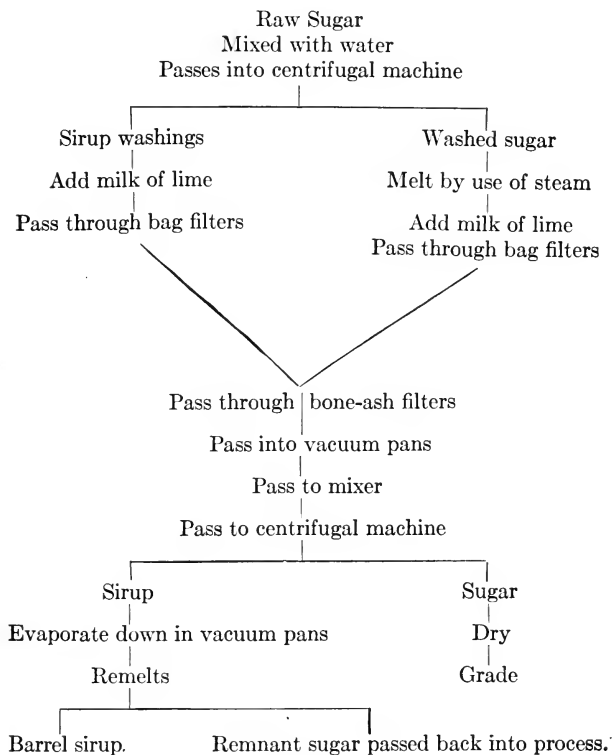 Raw Sugar
Mixed with water
Passes into centrifugal machine
Sirup washings
Washed sugar
Add milk of lime
Melt by use of steam
Pass through bag filters
Add milk of lime
Pass through bag filters
Pass through bone-ash filters
Pass into vacuum pans
Pass to mixer
Pass to centrifugal machine
Sirup
Sugar
Evaporate down in vacuum pans
Dry
Remelts
Grade
Barrel sirup.
Remnant sugar passed back into process.